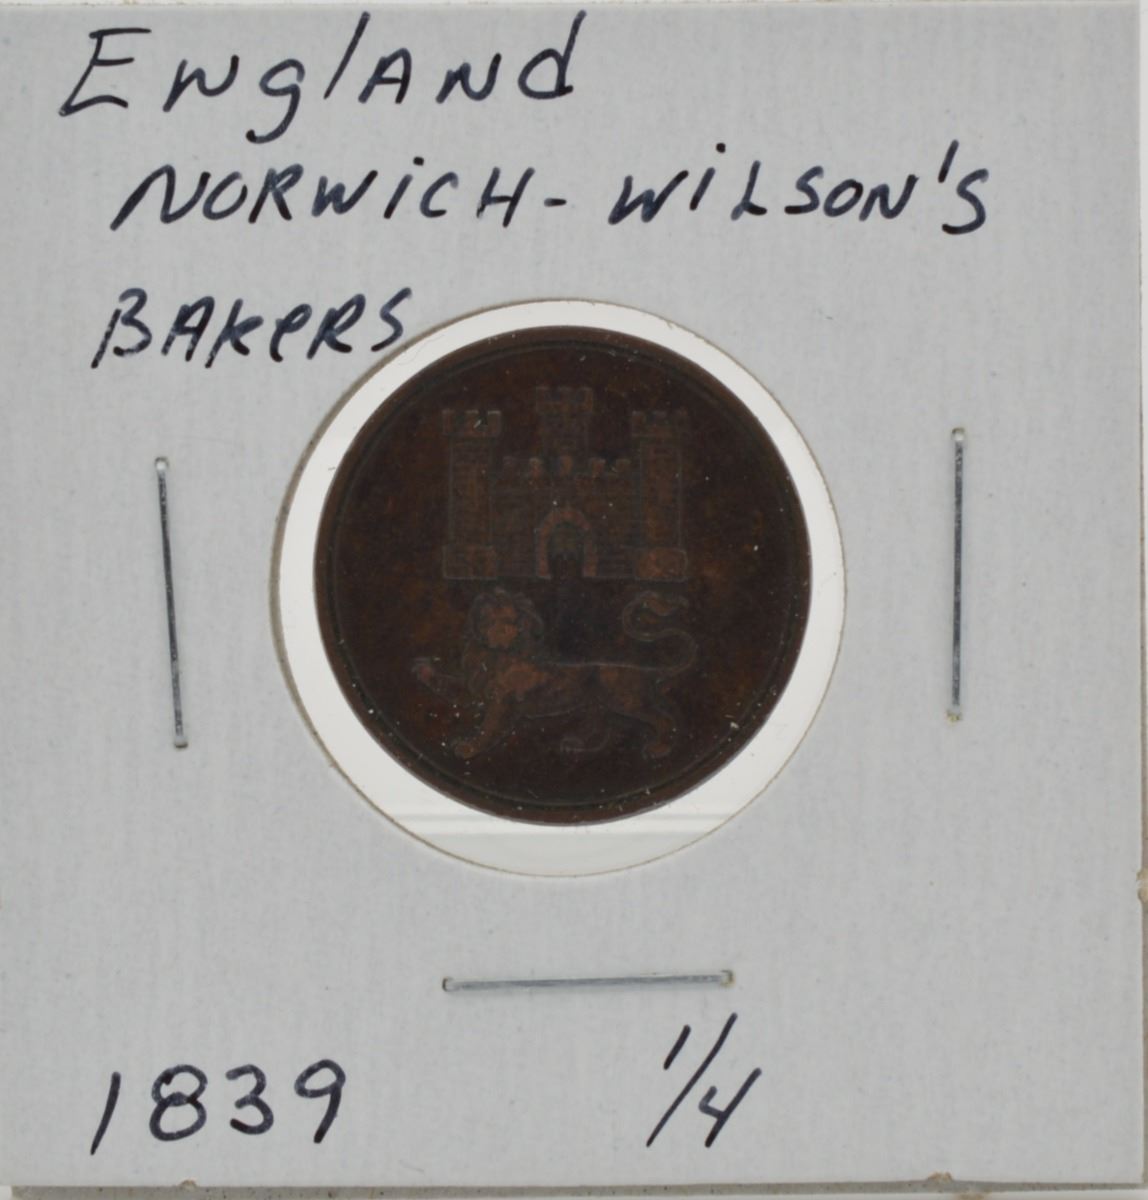 England
NORWICH - WILSON'S
BAKERS
1839 1/4